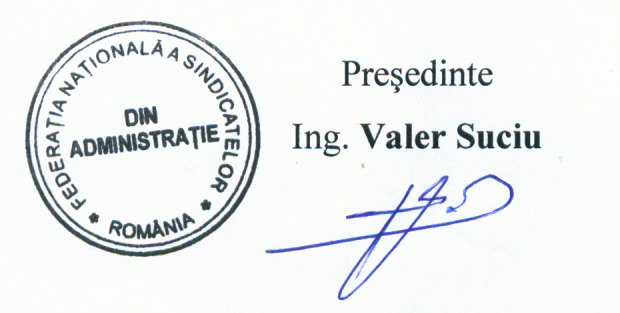 FEDERAȚIA NAȚIONALĂ A SINDICATELOR
DIN
ADMINISTRAȚIE
* ROMÂNIA *
Preşedinte
Ing. Valer Suciu